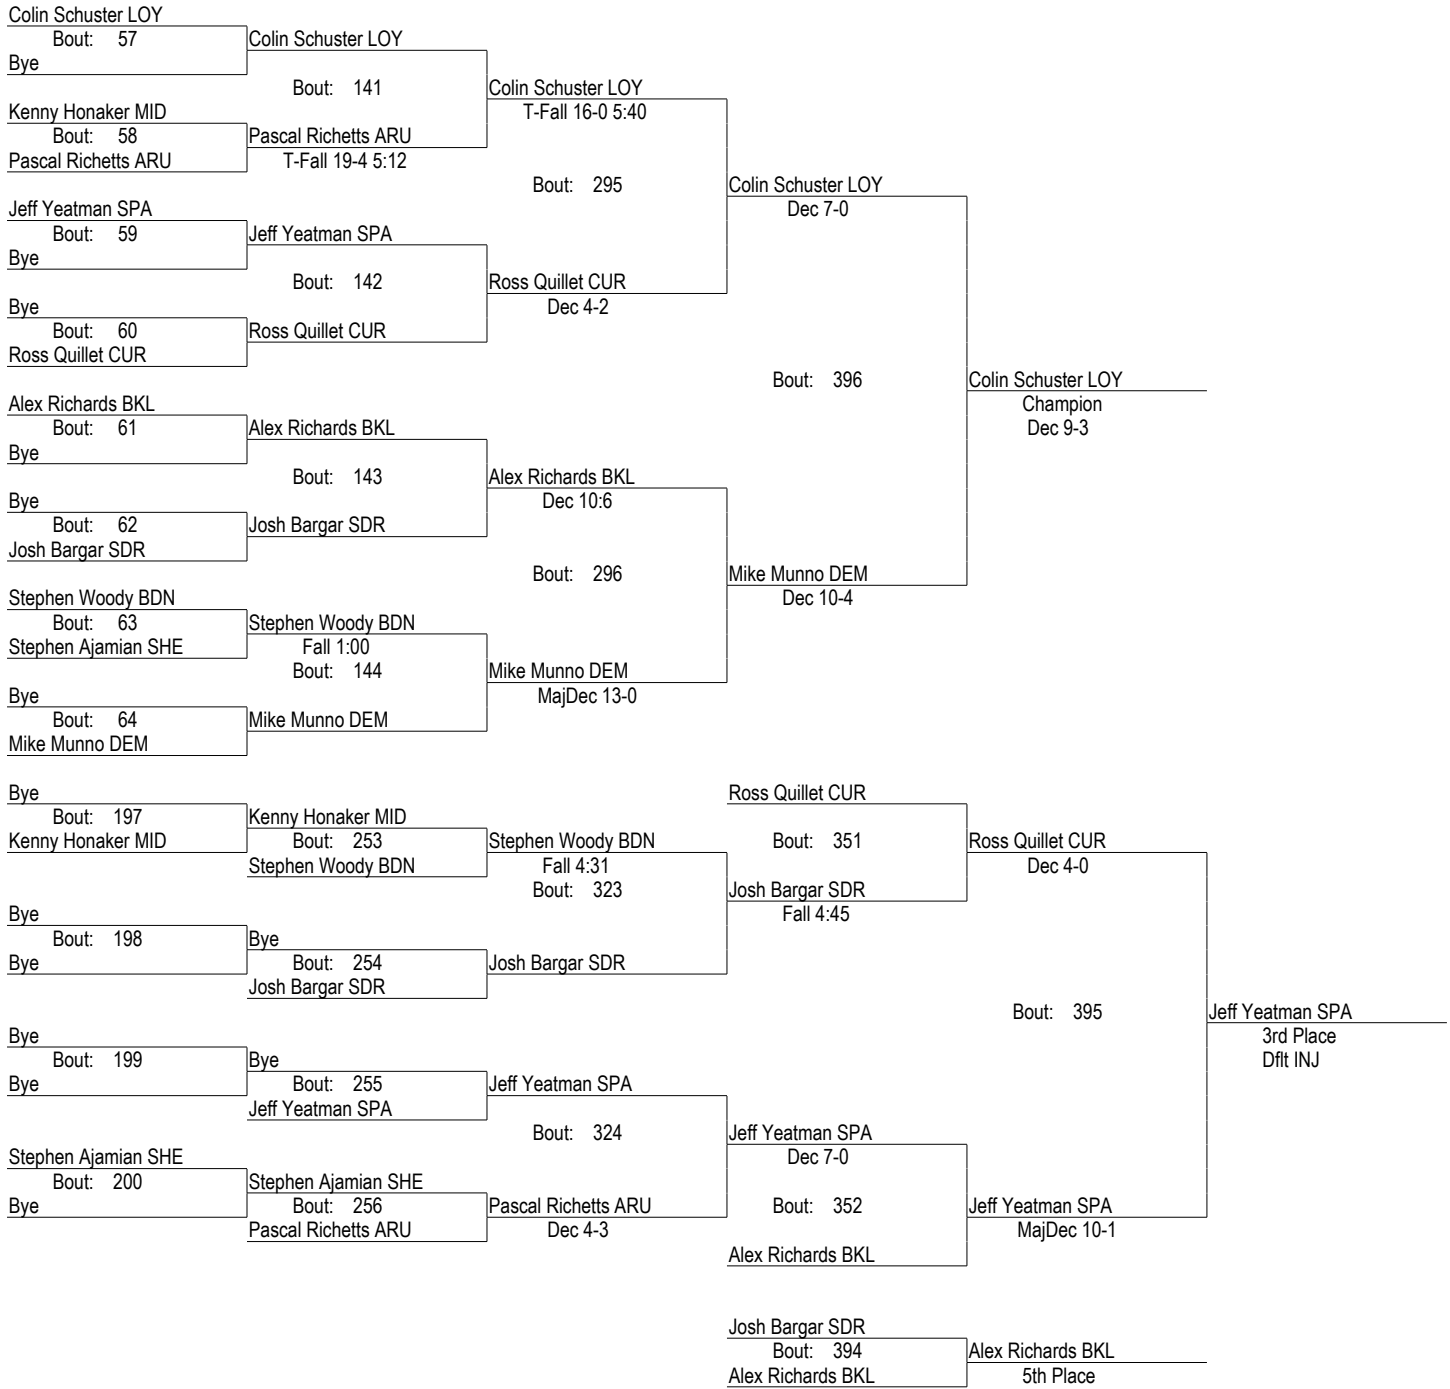 Colin Schuster LOY
Bout: 57
Colin Schuster LOY
Bye
Bout: 141
Colin Schuster LOY
Kenny Honaker MID
T-Fall 16-0 5:40
Bout: 58
Pascal Richetts ARU
Pascal Richetts ARU
T-Fall 19-4 5:12
Bout: 295
Colin Schuster LOY
Jeff Yeatman SPA
Dec 7-0
Bout: 59
Jeff Yeatman SPA
Bye
Bout: 142
Ross Quillet CUR
Bye
Dec 4-2
Bout: 60
Ross Quillet CUR
Ross Quillet CUR
Bout: 396
Colin Schuster LOY
Alex Richards BKL
Champion
Bout: 61
Alex Richards BKL
Dec 9-3
Bye
Bout: 143
Alex Richards BKL
Bye
Dec 10:6
Bout: 62
Josh Bargar SDR
Josh Bargar SDR
Bout: 296
Mike Munno DEM
Stephen Woody BDN
Dec 10-4
Bout: 63
Stephen Woody BDN
Stephen Ajamian SHE
Fall 1:00
Bout: 144
Mike Munno DEM
Bye
MajDec 13-0
Bout: 64
Mike Munno DEM
Mike Munno DEM
Bye
Ross Quillet CUR
Bout: 197
Kenny Honaker MID
Kenny Honaker MID
Bout: 253
Stephen Woody BDN
Bout: 351
Ross Quillet CUR
Stephen Woody BDN
Fall 4:31
Dec 4-0
Bout: 323
Josh Bargar SDR
Bye
Fall 4:45
Bout: 198
Bye
Bye
Bout: 254
Josh Bargar SDR
Josh Bargar SDR
Bout: 395
Jeff Yeatman SPA
Bye
3rd Place
Bout: 199
Bye
Dflt INJ
Bye
Bout: 255
Jeff Yeatman SPA
Jeff Yeatman SPA
Bout: 324
Jeff Yeatman SPA
Stephen Ajamian SHE
Dec 7-0
Bout: 200
Stephen Ajamian SHE
Bye
Bout: 256
Pascal Richetts ARU
Bout: 352
Jeff Yeatman SPA
Pascal Richetts ARU
Dec 4-3
MajDec 10-1
Alex Richards BKL
Josh Bargar SDR
Bout: 394
Alex Richards BKL
Alex Richards BKL
5th Place